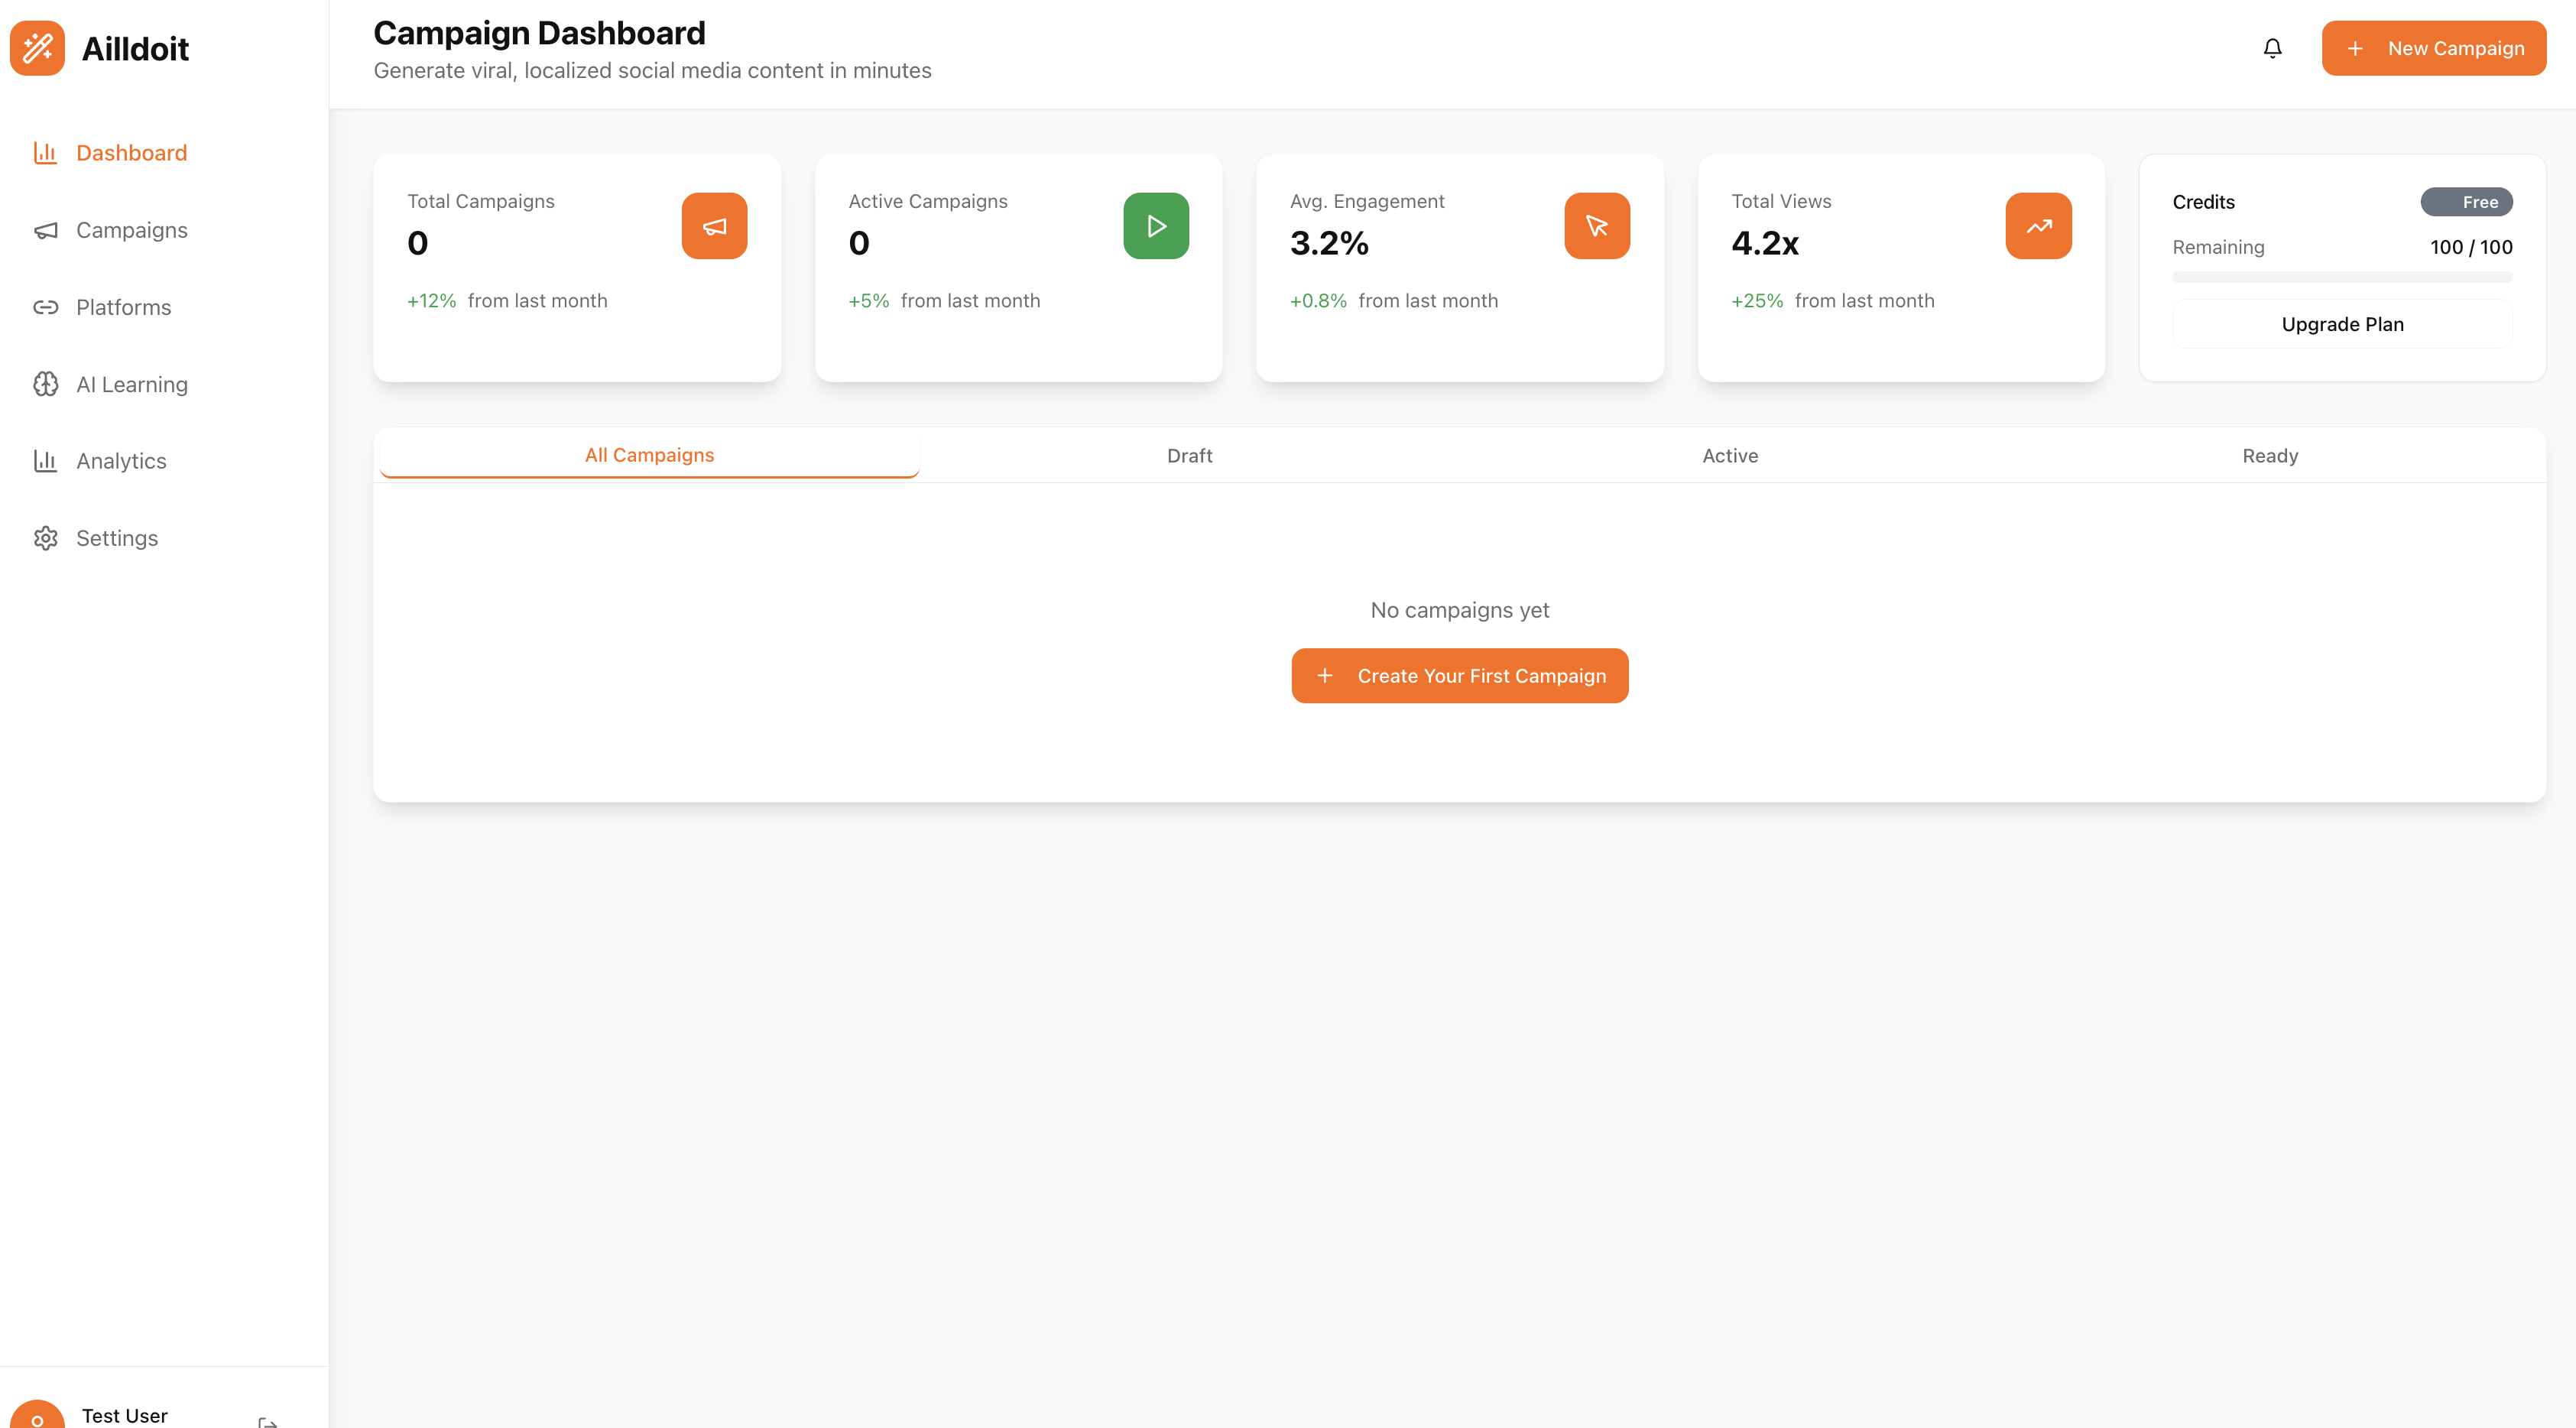 Ailldoit
Dashboard
Campaigns
Platforms
AI Learning
Analytics
Settings
Test User
Campaign Dashboard
Generate viral, localized social media content in minutes
New Campaign
Total Campaigns
0
+12% from last month
Active Campaigns
0
+5% from last month
Avg. Engagement
3.2%
+0.8% from last month
Total Views
4.2x
+25% from last month
Credits
Free
Remaining
100 / 100
Upgrade Plan
All Campaigns
Draft
Active
Ready
No campaigns yet
Create Your First Campaign